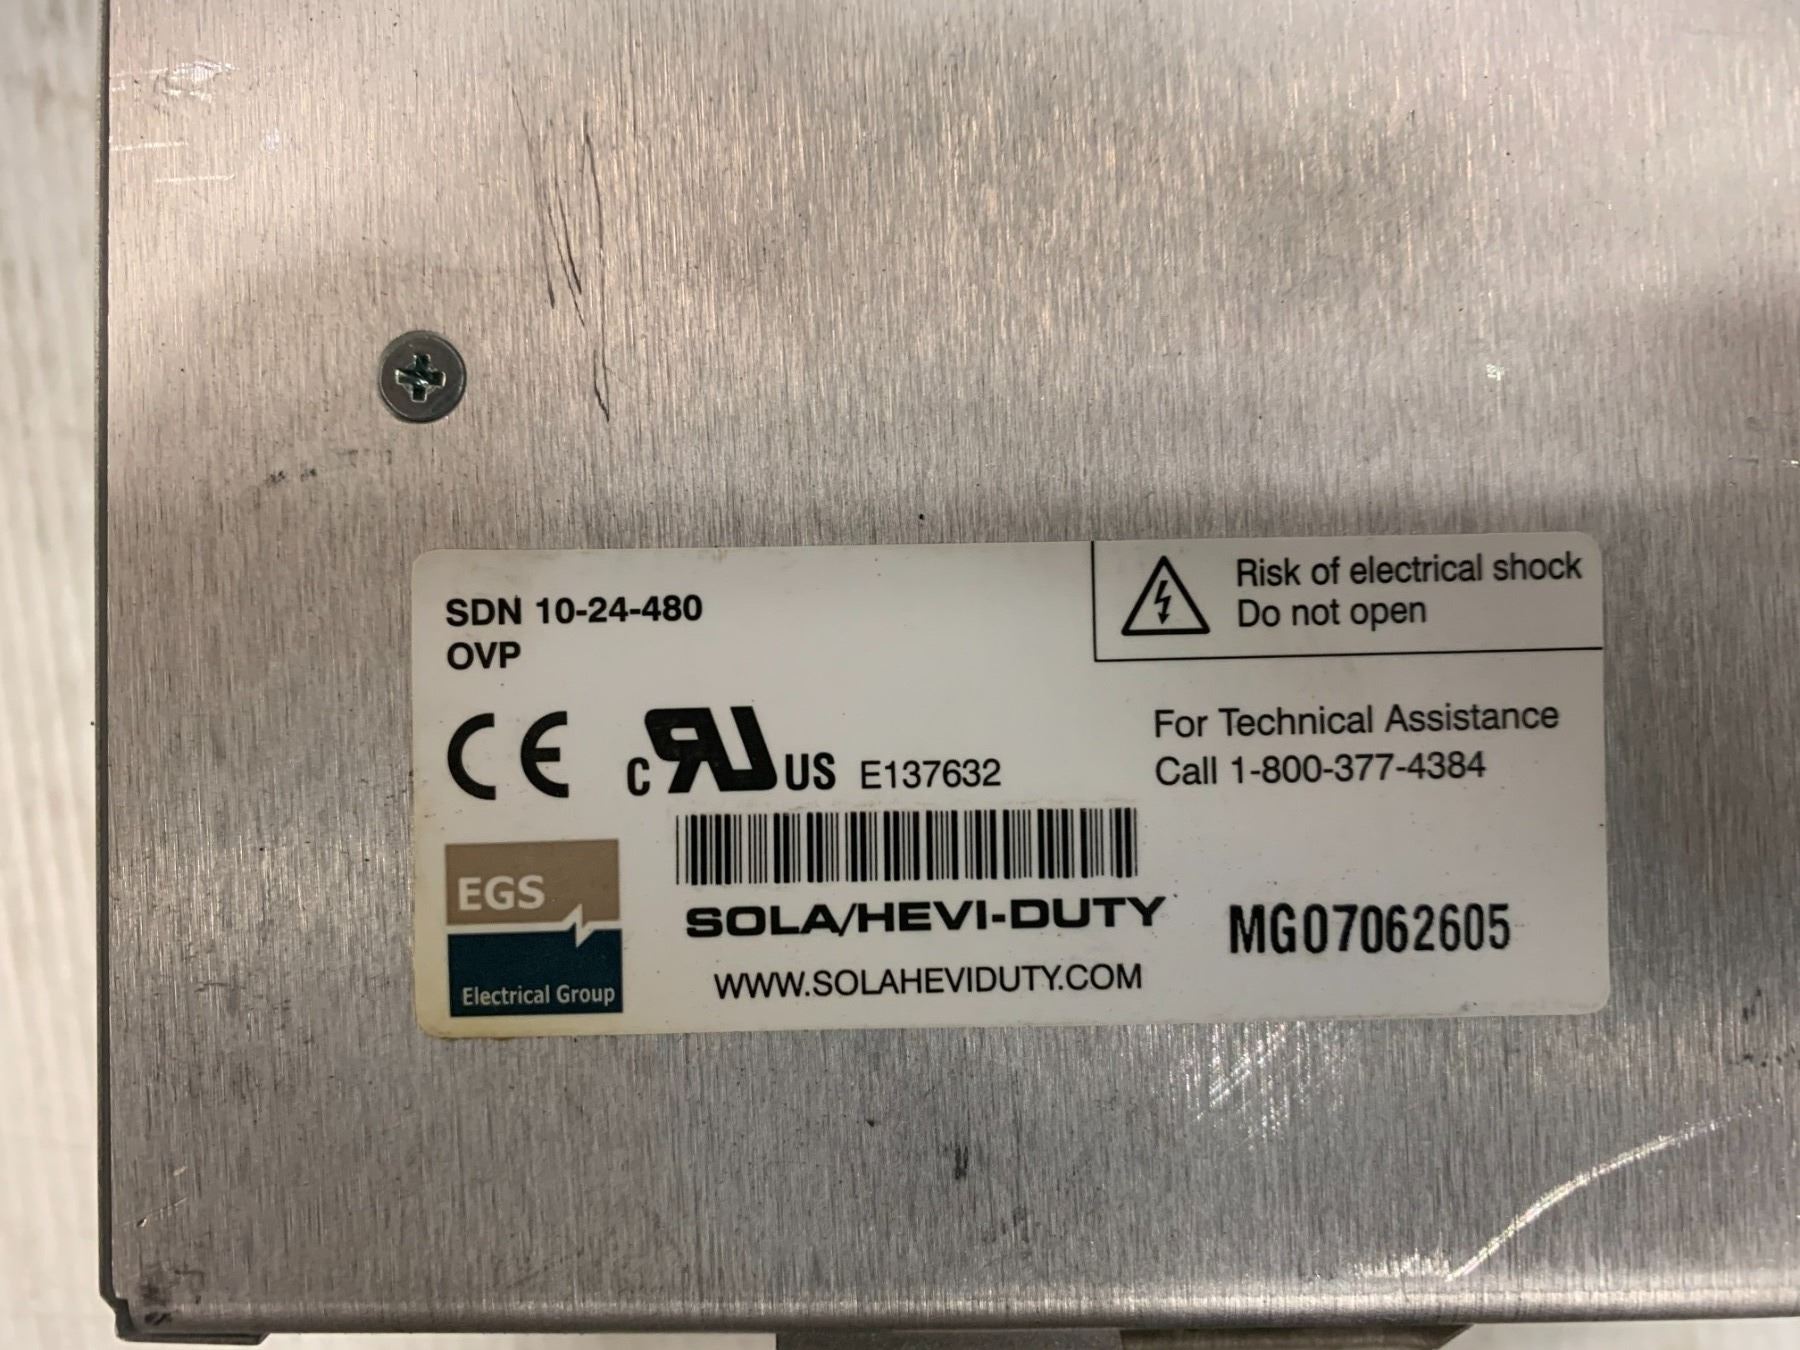 SDN 10-24-480
OVP
Risk of electrical shock
Do not open
CE
c RU US E137632
For Technical Assistance
Call 1-800-377-4384
EGS
Electrical Group
SOLA/HEVI-DUTY
WWW.SOLAHEVIDUTY.COM
MG07062605